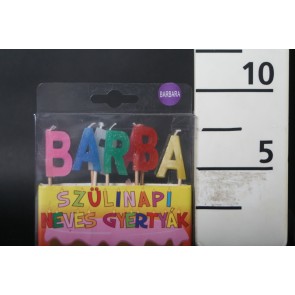 BARBARA
10
BARBA
5
SZÜLINAPI
NEVES GYERTYÁK